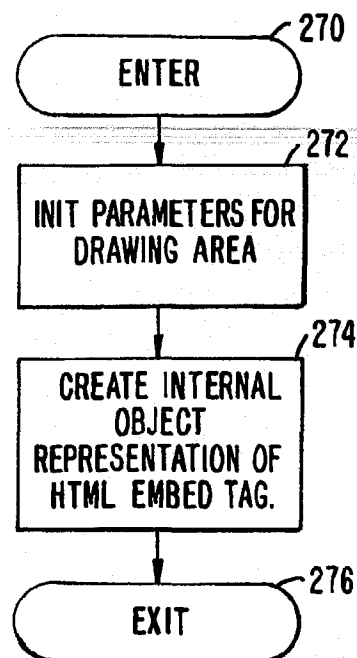 270
ENTER
272
INIT PARAMETERS FOR
DRAWING AREA
274
CREATE INTERNAL
OBJECT
REPRESENTATION OF
HTML EMBED TAG.
276
EXIT